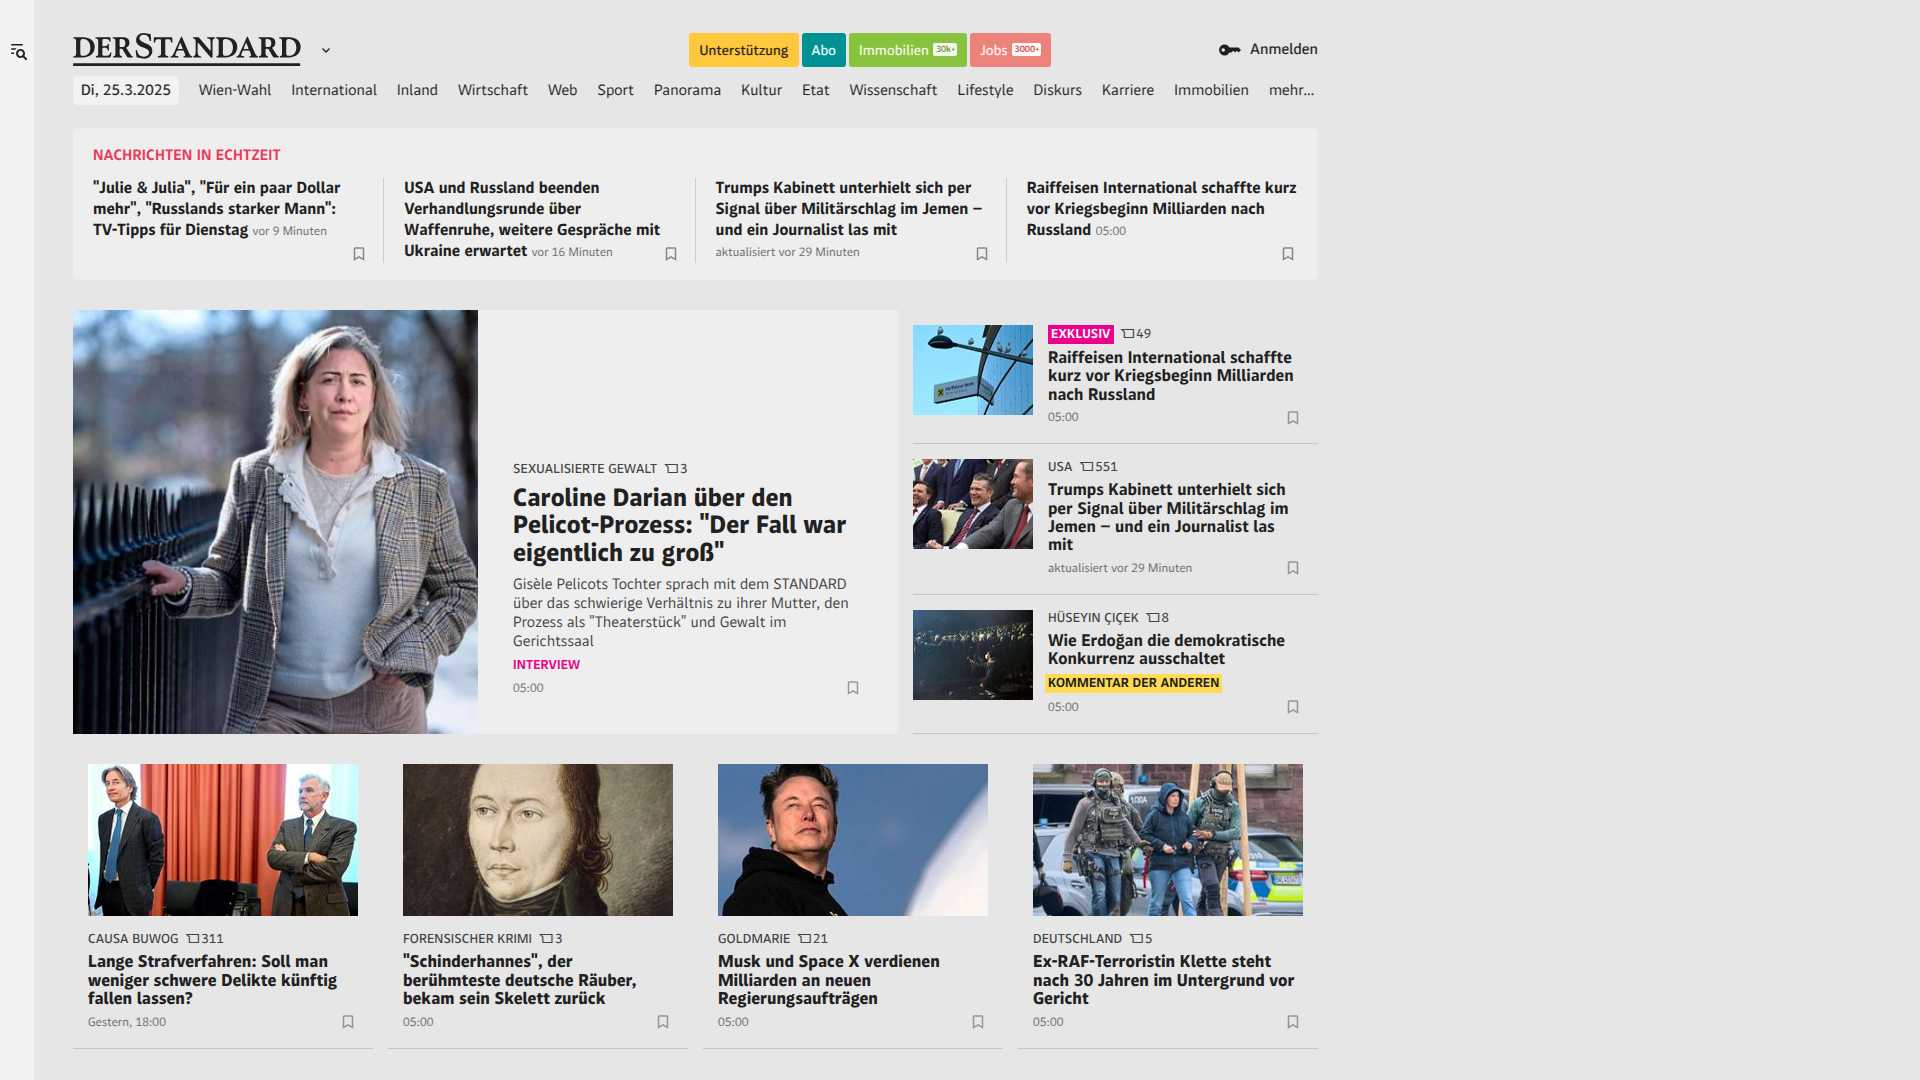 DERSTANDARD
Unterstützung
Abo
Immobilien 30k+
Jobs 3000+
Anmelden
Di, 25.3.2025
Wien-Wahl
International
Inland
Wirtschaft
Web
Sport
Panorama
Kultur
Etat
Wissenschaft
Lifestyle
Diskurs
Karriere
Immobilien
mehr...
NACHRICHTEN IN ECHTZEIT
"Julie & Julia", "Für ein paar Dollar
mehr", "Russlands starker Mann":
TV-Tipps für Dienstag vor 9 Minuten
USA und Russland beenden
Verhandlungsrunde über
Waffenruhe, weitere Gespräche mit
Ukraine erwartet vor 16 Minuten
Trumps Kabinett unterhielt sich per
Signal über Militärschlag im Jemen –
und ein Journalist las mit
aktualisiert vor 29 Minuten
Raiffeisen International schaffte kurz
vor Kriegsbeginn Milliarden nach
Russland 05:00
SEXUALISIERTE GEWALT 3
Caroline Darian über den
Pelicot-Prozess: "Der Fall war
eigentlich zu groß"
Gisèle Pelicots Tochter sprach mit dem STANDARD
über das schwierige Verhältnis zu ihrer Mutter, den
Prozess als "Theaterstück" und Gewalt im
Gerichtssaal
INTERVIEW
05:00
EXKLUSIV 49
Raiffeisen International schaffte
kurz vor Kriegsbeginn Milliarden
nach Russland
05:00
USA 551
Trumps Kabinett unterhielt sich
per Signal über Militärschlag im
Jemen – und ein Journalist las
mit
aktualisiert vor 29 Minuten
HÜSEYIN ÇIÇEK 8
Wie Erdoğan die demokratische
Konkurrenz ausschaltet
KOMMENTAR DER ANDEREN
05:00
CAUSA BUWOG 311
Lange Strafverfahren: Soll man
weniger schwere Delikte künftig
fallen lassen?
Gestern, 18:00
FORENSISCHER KRIMI 3
"Schinderhannes", der
berühmteste deutsche Räuber,
bekam sein Skelett zurück
05:00
GOLDMARIE 21
Musk und Space X verdienen
Milliarden an neuen
Regierungsaufträgen
05:00
DEUTSCHLAND 5
Ex-RAF-Terroristin Klette steht
nach 30 Jahren im Untergrund vor
Gericht
05:00